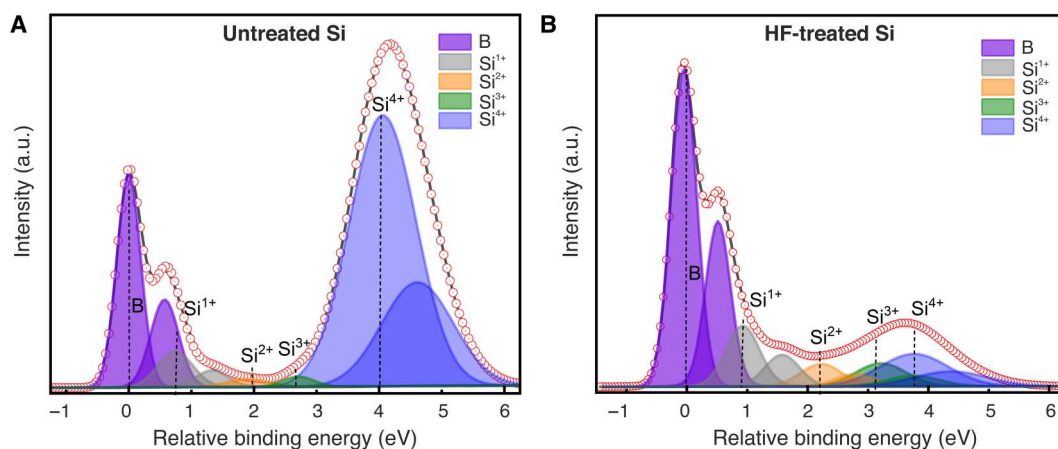 A
Untreated Si
B
Si¹⁺
Si²⁺
Si³⁺
Si⁴⁺
Si⁴⁺
B
Si¹⁺
Si²⁺
Si³⁺
Intensity (a.u.)
−1 0 1 2 3 4 5 6
Relative binding energy (eV)
B
HF-treated Si
B
Si¹⁺
Si²⁺
Si³⁺
Si⁴⁺
B
Si¹⁺
Si²⁺
Si³⁺
Si⁴⁺
Intensity (a.u.)
−1 0 1 2 3 4 5 6
Relative binding energy (eV)